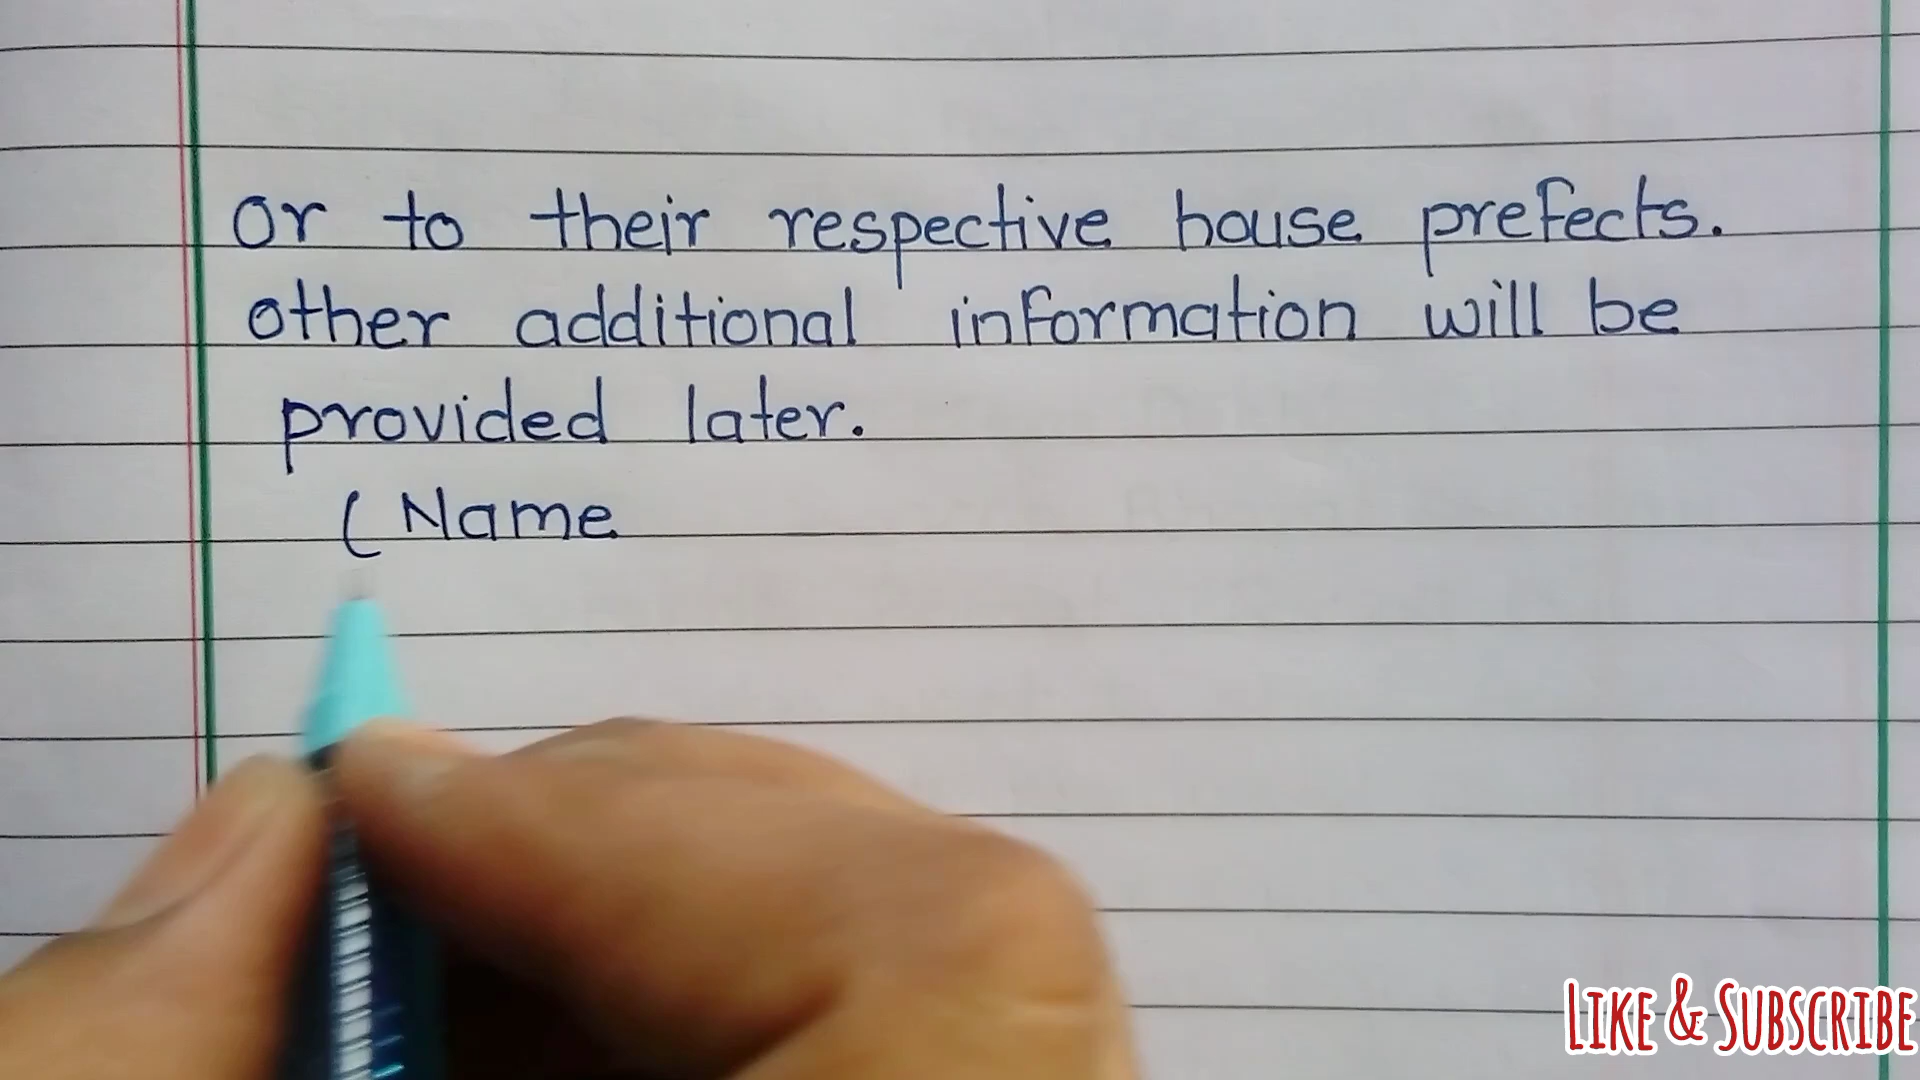 or to their respective house prefects.
other additional information will be
provided later.
(Name
LIKE & SUBSCRIBE